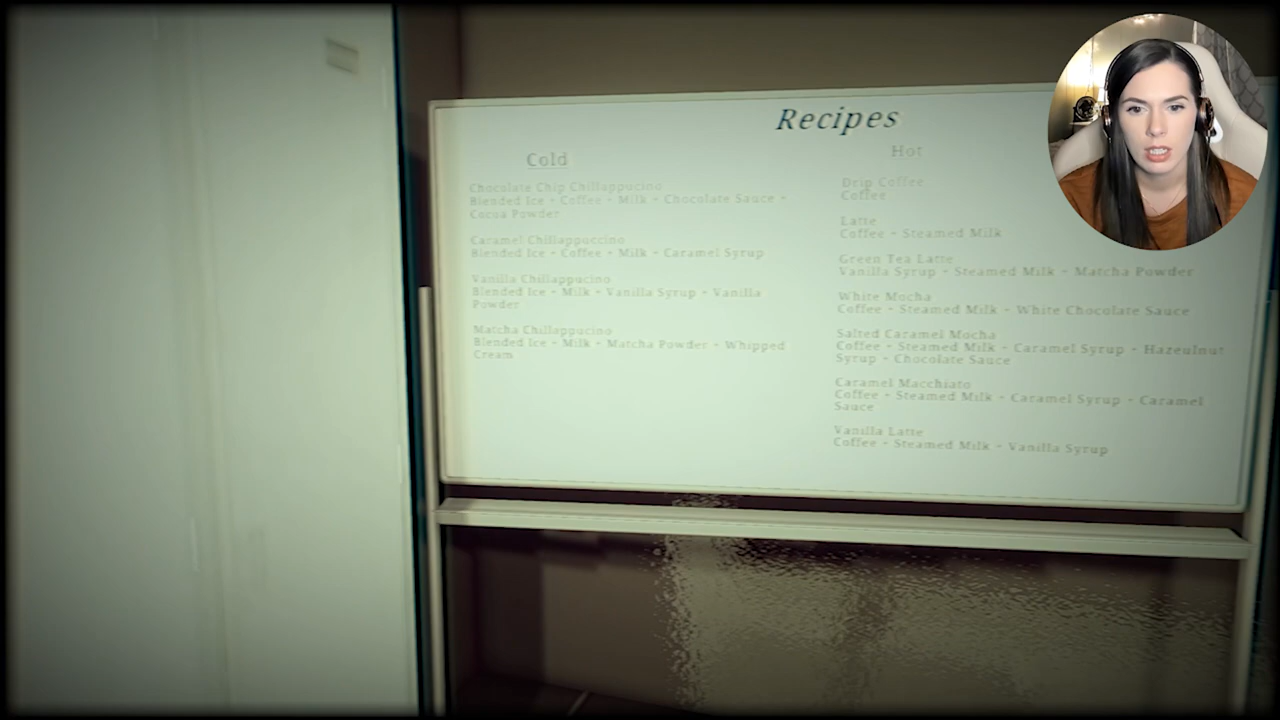 Recipes
Cold
Chocolate Chip Chillappucino
Blended Ice - Coffee - Milk - Chocolate Sauce -
Cocoa Powder
Caramel Chillappuccino
Blended Ice - Coffee - Milk - Caramel Syrup
Vanilla Chillappucino
Blended Ice - Milk - Vanilla Syrup - Vanilla
Powder
Matcha Chillappucino
Blended Ice - Milk - Matcha Powder - Whipped
Cream
Hot
Drip Coffee
Coffee
Latte
Coffee - Steamed Milk
Green Tea Latte
Vanilla Syrup - Steamed Milk - Matcha Powder
White Mocha
Coffee - Steamed Milk - White Chocolate Sauce
Salted Caramel Mocha
Coffee - Steamed Milk - Caramel Syrup - Hazeulnut
Syrup - Chocolate Sauce
Caramel Macchiato
Coffee - Steamed Milk - Caramel Syrup - Caramel
Sauce
Vanilla Latte
Coffee - Steamed Milk - Vanilla Syrup